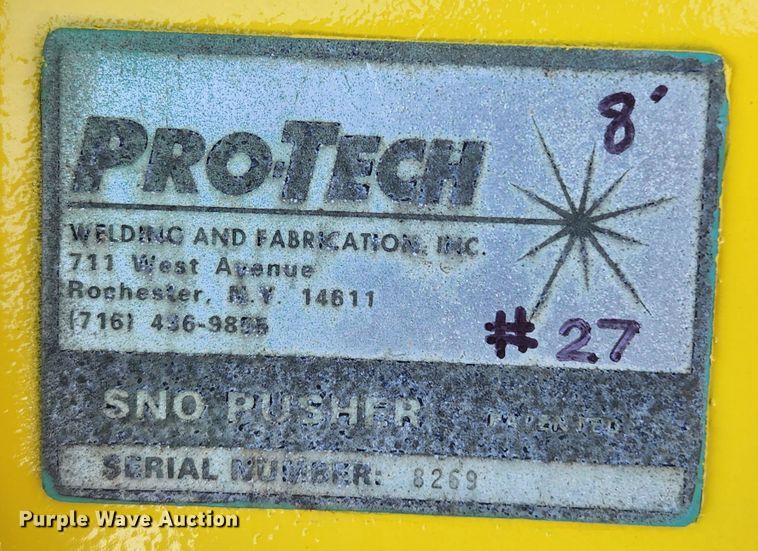 8'
PRO-TECH
WELDING AND FABRICATION, INC.
711 West Avenue
Rochester, N.Y. 14611
(716) 436-9855
#27
SNO PUSHER PATENTED
SERIAL NUMBER: 8269
Purple Wave Auction